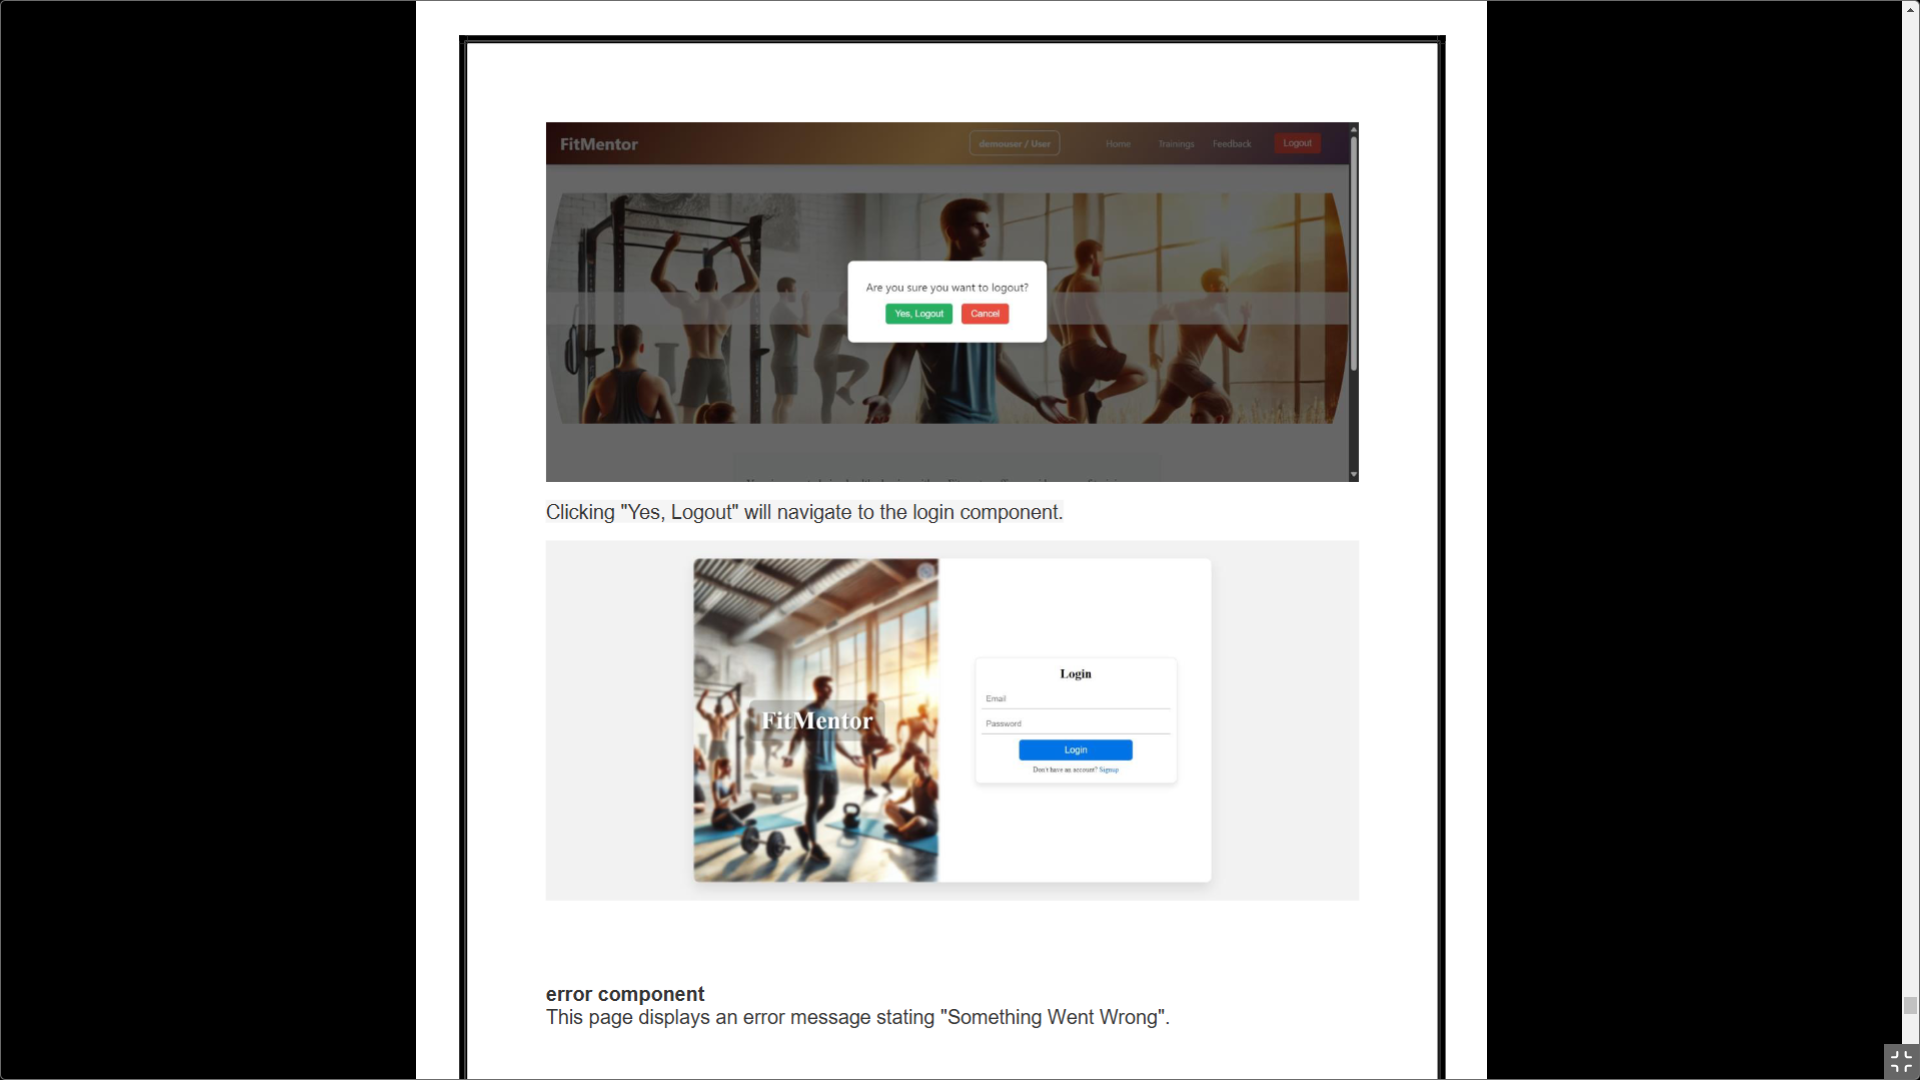 FitMentor
demouser / User
Home
Trainings
Feedback
Logout
Are you sure you want to logout?
Yes, Logout
Cancel
Clicking "Yes, Logout" will navigate to the login component.
FitMentor
Login
Email
Password
Login
Don't have an account? Signup
error component
This page displays an error message stating "Something Went Wrong".